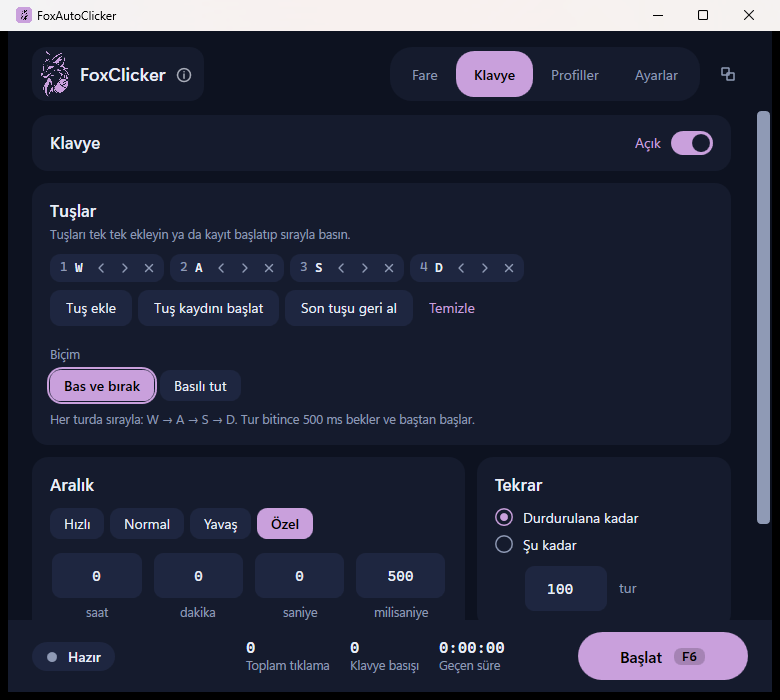 FoxAutoClicker
FoxClicker
Fare Klavye Profiller Ayarlar
Klavye Açık
Tuşlar
Tuşları tek tek ekleyin ya da kayıt başlatıp sırayla basın.
1 W < > × 2 A < > × 3 S < > × 4 D < > ×
Tuş ekle Tuş kaydını başlat Son tuşu geri al Temizle
Biçim
Bas ve bırak Basılı tut
Her turda sırayla: W → A → S → D. Tur bitince 500 ms bekler ve baştan başlar.
Aralık
Hızlı Normal Yavaş Özel
0 0 0 500
saat dakika saniye milisaniye
Tekrar
Durdurulana kadar
Şu kadar
100 tur
Hazır
0 0 0:00:00
Toplam tıklama Klavye basışı Geçen süre
Başlat F6